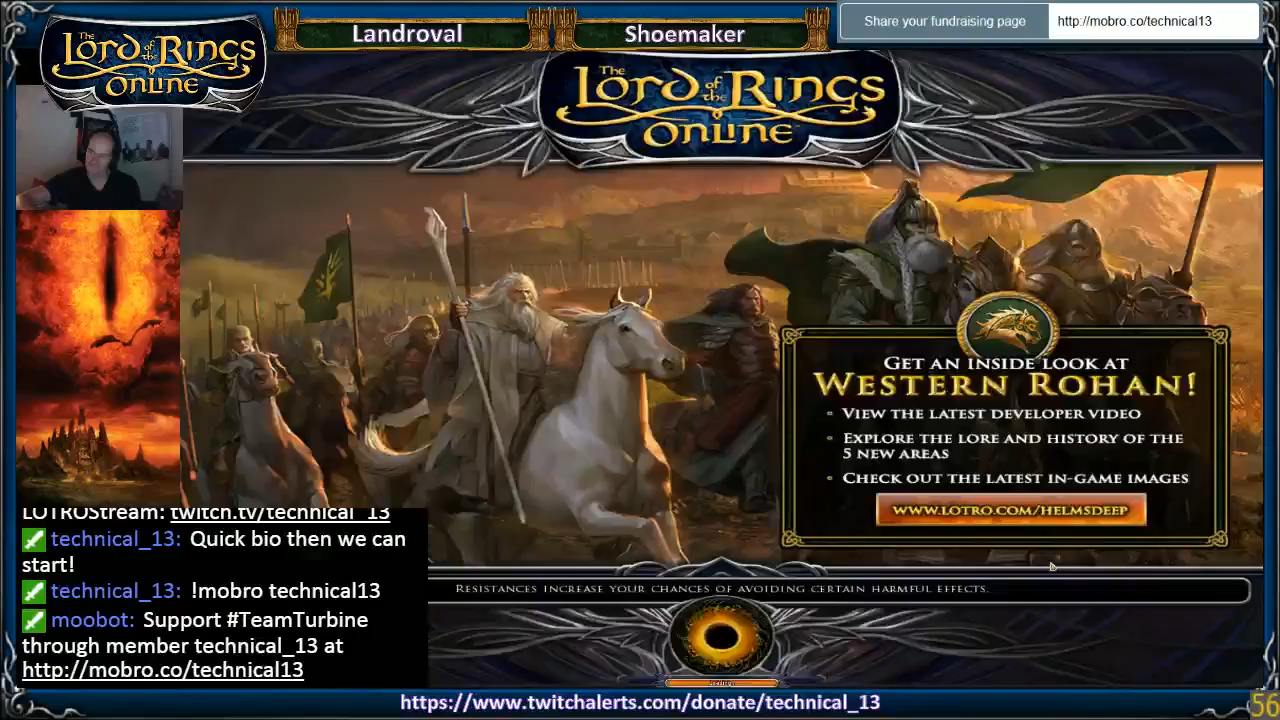 The Lord of the Rings Online
Landroval
Shoemaker
Share your fundraising page
http://mobro.co/technical13
The Lord of the Rings Online
Get an inside look at
Western Rohan!
View the latest developer video
Explore the lore and history of the
5 new areas
Check out the latest in-game images
www.lotro.com/helmsdeep
LOTROStream: twitch.tv/technical_13
technical_13: Quick bio then we can
start!
technical_13: !mobro technical13
moobot: Support #TeamTurbine
through member technical_13 at
http://mobro.co/technical13
Resistances increase your chances of avoiding certain harmful effects.
https://www.twitchalerts.com/donate/technical_13
56